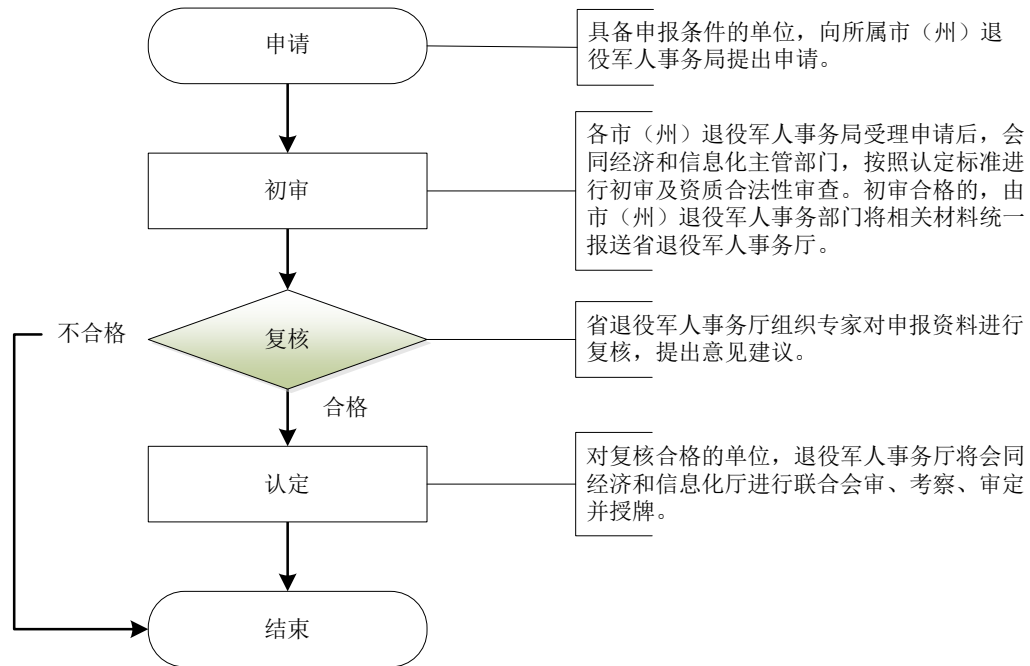 申请
具备申报条件的单位，向所属市（州）退
役军人事务局提出申请。
初审
各市（州）退役军人事务局受理申请后，会
同经济和信息化主管部门，按照认定标准进
行初审及资质合法性审查。初审合格的，由
市（州）退役军人事务部门将相关材料统一
报送省退役军人事务厅。
不合格
复核
省退役军人事务厅组织专家对申报资料进行
复核，提出意见建议。
合格
认定
对复核合格的单位，退役军人事务厅将会同
经济和信息化厅进行联合会审、考察、审定
并授牌。
结束